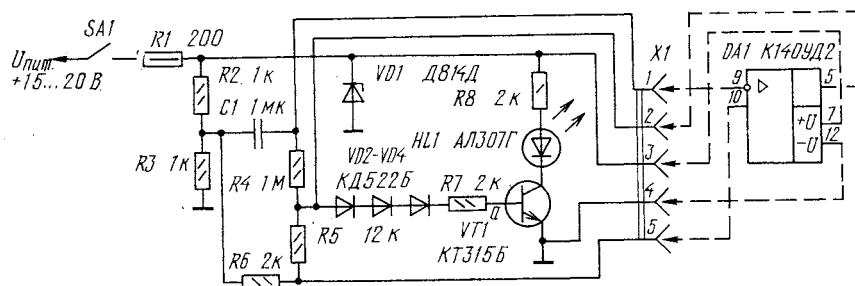 SA1
R1 200
Uпит.
+15...20 В
R2 1к
C1 1 мк
R3 1к
R4 1М
VD1 Д814Д
R8 2к
HL1 АЛ307Г
VD2-VD4
КД522Б
R7 2к
а
R5 12к
VT1
КТ315Б
R6 2к
X1
1
2
3
4
5
DA1 К140УД2
9
10
5
+U 7
-U 12